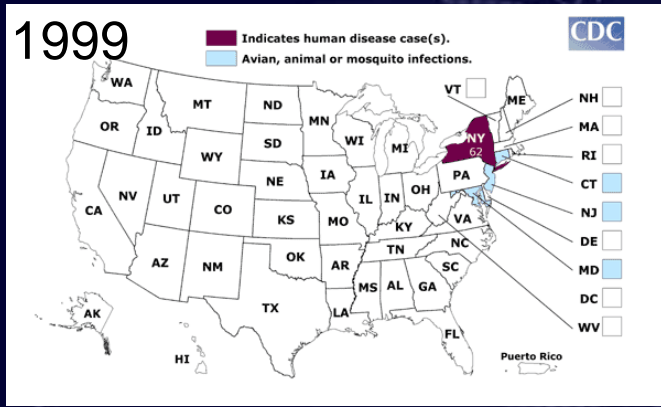 1999
Indicates human disease case(s).
Avian, animal or mosquito infections.
CDC
WA
MT
ND
MN
VT
ME
NH
OR
ID
SD
WI
MI
NY
62
MA
WY
RI
NE
IA
PA
CT
NV
UT
CO
IL
IN
OH
NJ
CA
KS
MO
KY
VA
DE
AZ
NM
OK
AR
TN
NC
MD
SC
DC
TX
LA
MS
AL
GA
AK
FL
WV
HI
Puerto Rico